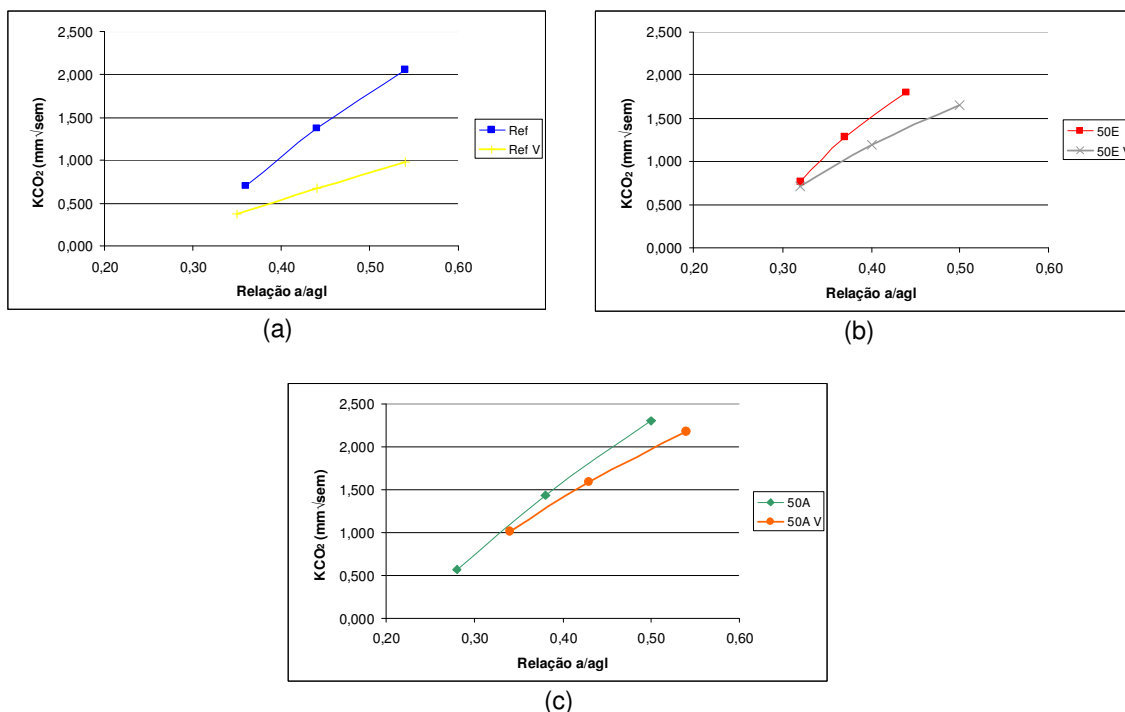 2,500
2,000
1,500
1,000
0,500
0,000
KCO₂ (mm√sem)
0,20 0,30 0,40 0,50 0,60
Relação a/agl
Ref
Ref V
(a)
2,500
2,000
1,500
1,000
0,500
0,000
KCO₂ (mm√sem)
0,20 0,30 0,40 0,50 0,60
Relação a/agl
50E
50E V
(b)
2,500
2,000
1,500
1,000
0,500
0,000
KCO₂ (mm√sem)
0,20 0,30 0,40 0,50 0,60
Relação a/agl
50A
50A V
(c)